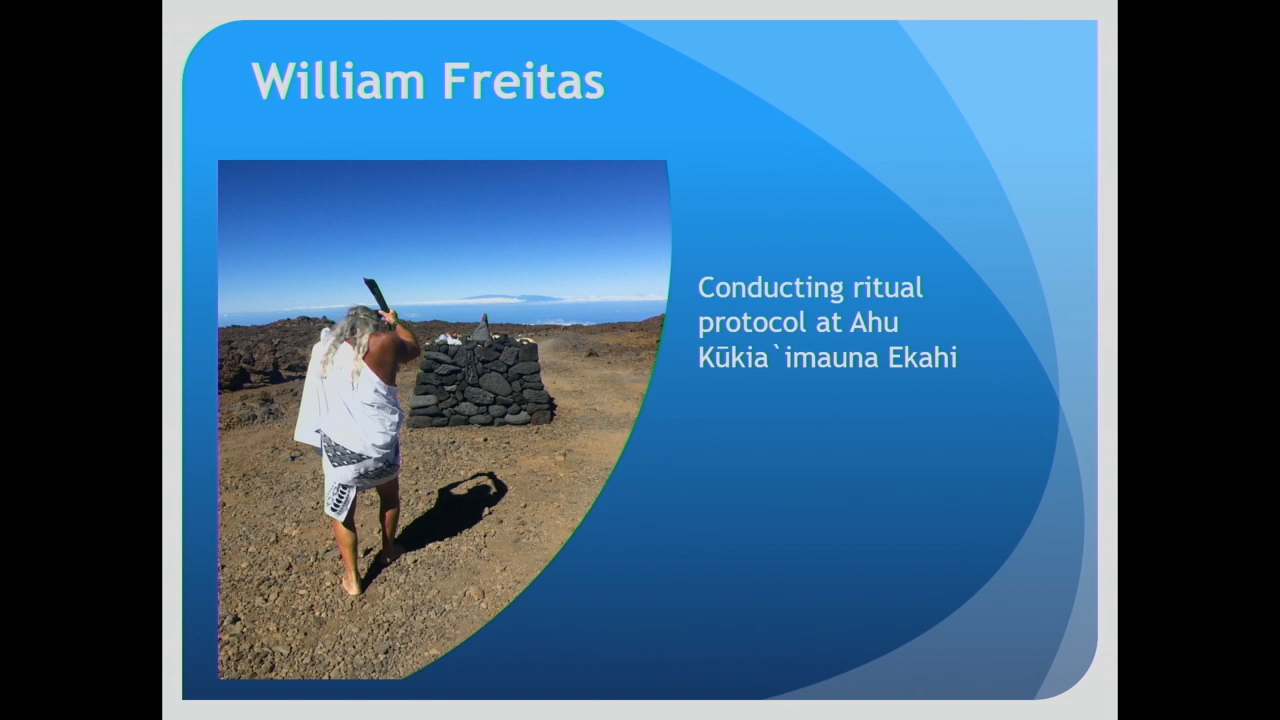 William Freitas
Conducting ritual
protocol at Ahu
Kūkia`imauna Ekahi